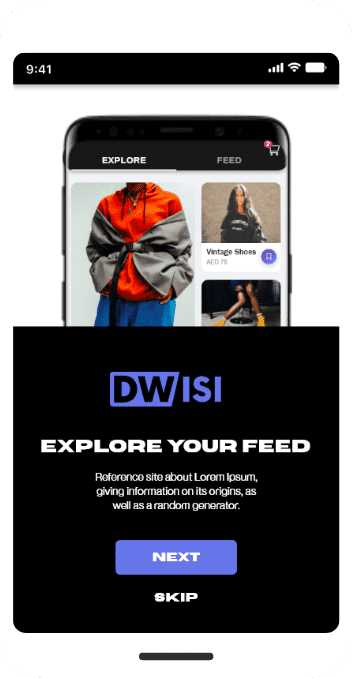 9:41
2
EXPLORE FEED
Vintage Shoes
AED 75
DWISI
EXPLORE YOUR FEED
Reference site about Lorem Ipsum,
giving information on its origins, as
well as a random generator.
NEXT
SKIP